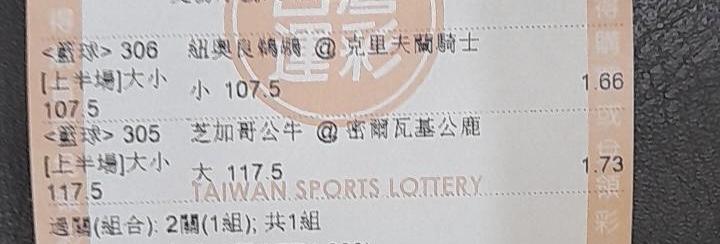 <籃球> 306 紐奧良鵜鶘 @ 克里夫蘭騎士
[上半場]大小 小 107.5 1.66
107.5
<籃球> 305 芝加哥公牛 @ 密爾瓦基公鹿
[上半場]大小 大 117.5 1.73
117.5
TAIWAN SPORTS LOTTERY
過關(組合): 2關(1組); 共1組